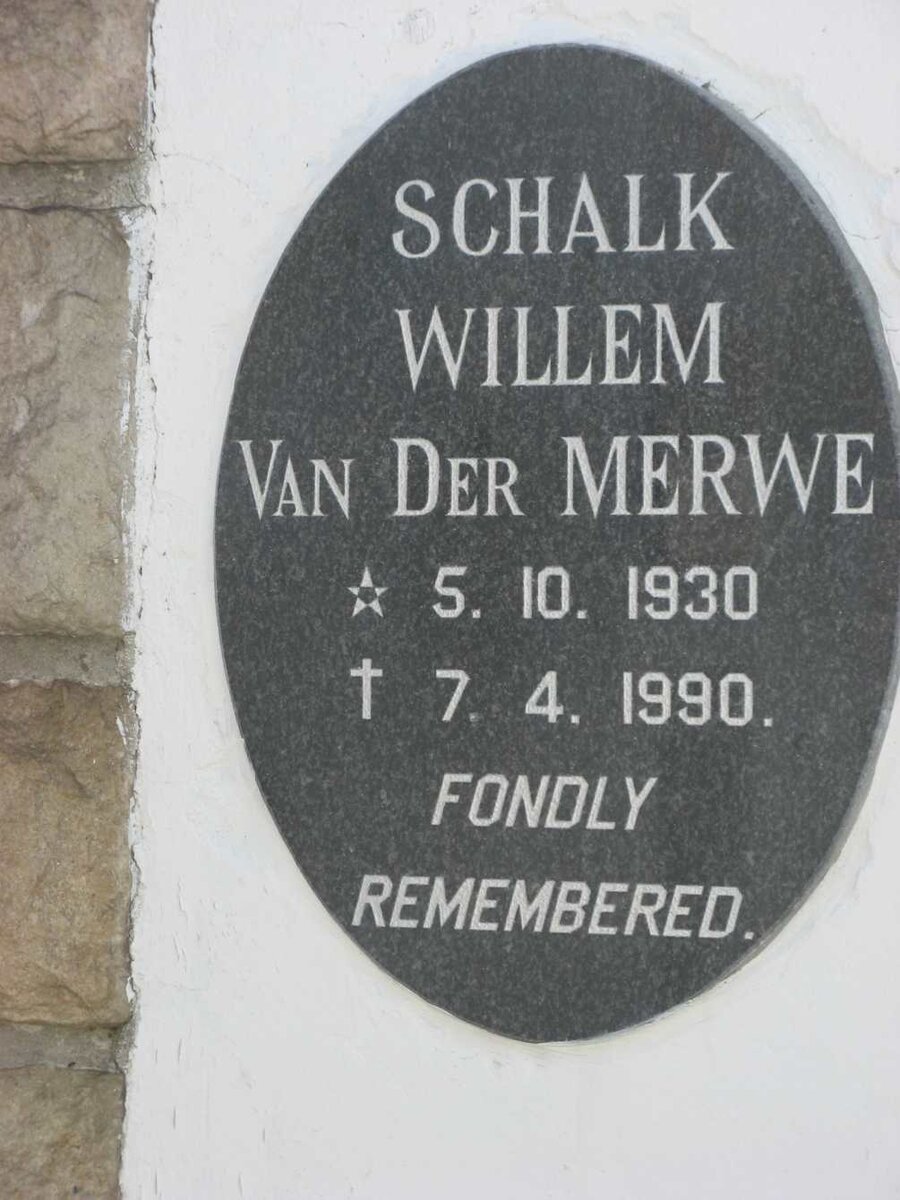 SCHALK
WILLEM
VAN DER MERWE
☆ 5. 10. 1930
† 7. 4. 1990.
FONDLY
REMEMBERED.